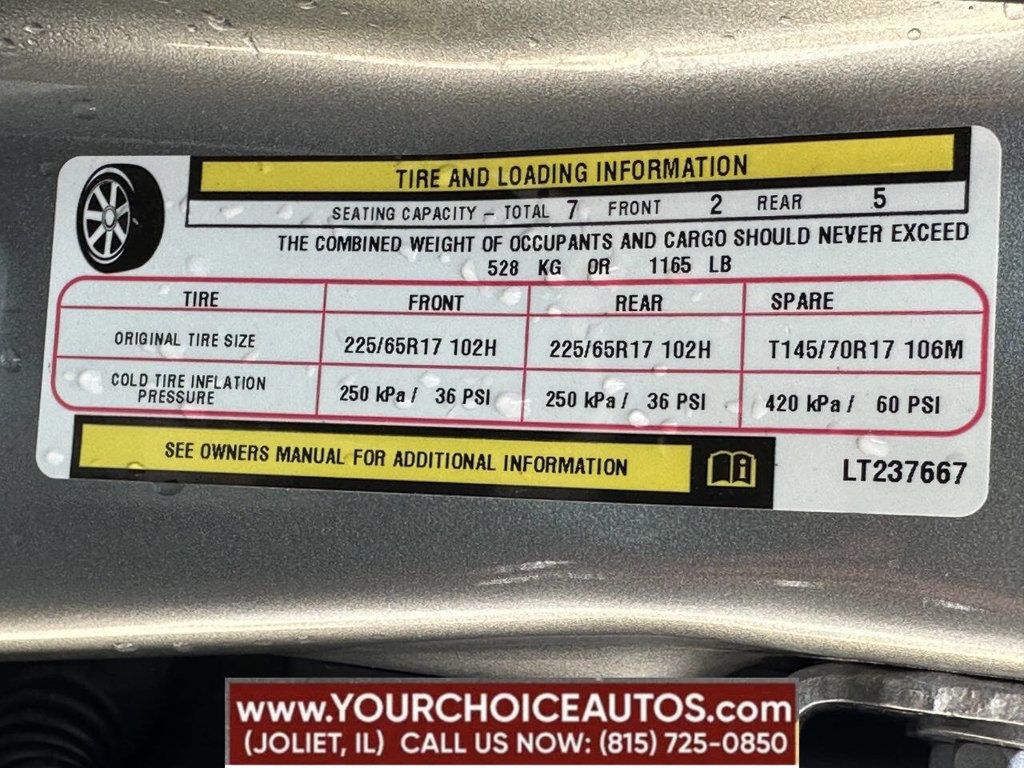 TIRE AND LOADING INFORMATION
SEATING CAPACITY – TOTAL 7 FRONT 2 REAR 5
THE COMBINED WEIGHT OF OCCUPANTS AND CARGO SHOULD NEVER EXCEED
528 KG OR 1165 LB
TIRE FRONT REAR SPARE
ORIGINAL TIRE SIZE 225/65R17 102H 225/65R17 102H T145/70R17 106M
COLD TIRE INFLATION
PRESSURE 250 kPa / 36 PSI 250 kPa / 36 PSI 420 kPa / 60 PSI
SEE OWNERS MANUAL FOR ADDITIONAL INFORMATION
LT237667
www.YOURCHOICEAUTOS.com
(JOLIET, IL) CALL US NOW: (815) 725-0850